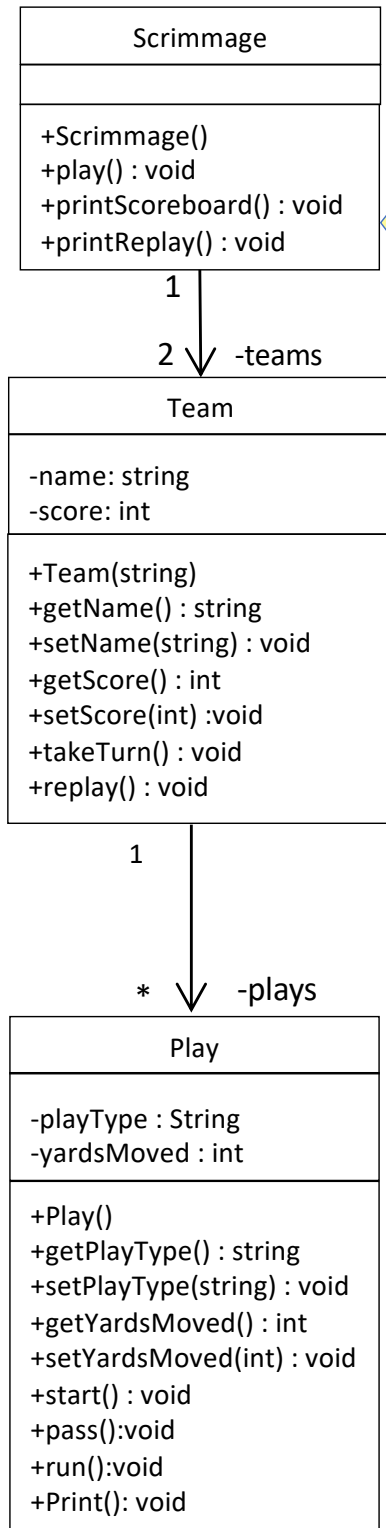 Scrimmage
+Scrimmage()
+play() : void
+printScoreboard() : void
+printReplay() : void
1
2 -teams
Team
-name: string
-score: int
+Team(string)
+getName() : string
+setName(string) : void
+getScore() : int
+setScore(int) :void
+takeTurn() : void
+replay() : void
1
* -plays
Play
-playType : String
-yardsMoved : int
+Play()
+getPlayType() : string
+setPlayType(string) : void
+getYardsMoved() : int
+setYardsMoved(int) : void
+start() : void
+pass():void
+run():void
+Print(): void